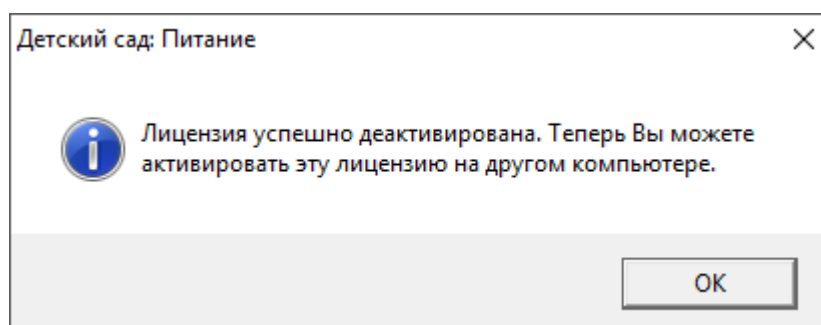 Детский сад: Питание
Лицензия успешно деактивирована. Теперь Вы можете
активировать эту лицензию на другом компьютере.
OK